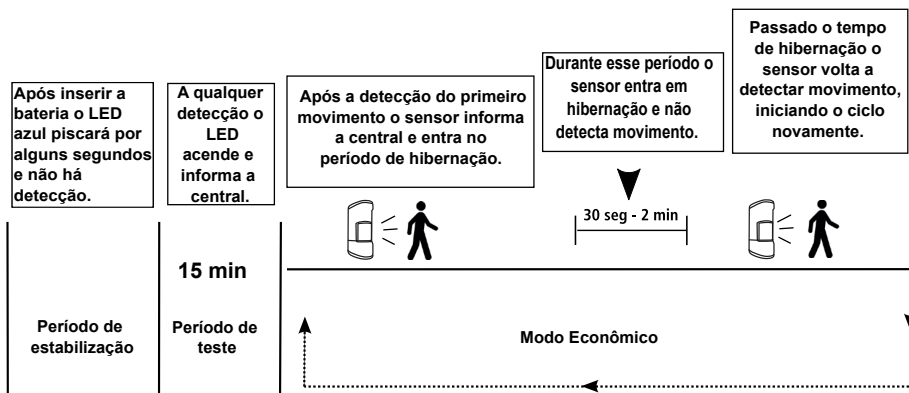 Após inserir a
bateria o LED
azul piscará por
alguns segundos
e não há
detecção.
A qualquer
detecção o
LED
acende e
informa a
central.
Após a detecção do primeiro
movimento o sensor informa
a central e entra no
período de hibernação.
Durante esse período o
sensor entra em
hibernação e não
detecta movimento.
Passado o tempo
de hibernação o
sensor volta a
detectar movimento,
iniciando o ciclo
novamente.
30 seg - 2 min
15 min
Período de
estabilização
Período de
teste
Modo Econômico